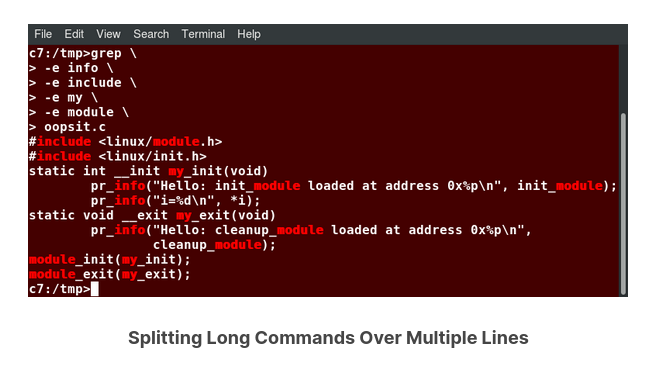 File Edit View Search Terminal Help
c7:/tmp>grep \
> -e info \
> -e include \
> -e my \
> -e module \
> oopsit.c
#include <linux/module.h>
#include <linux/init.h>
static int __init my_init(void)
        pr_info("Hello: init_module loaded at address 0x%p\n", init_module);
        pr_info("i=%d\n", *i);
static void __exit my_exit(void)
        pr_info("Hello: cleanup_module loaded at address 0x%p\n",
                cleanup_module);
module_init(my_init);
module_exit(my_exit);
c7:/tmp>
Splitting Long Commands Over Multiple Lines